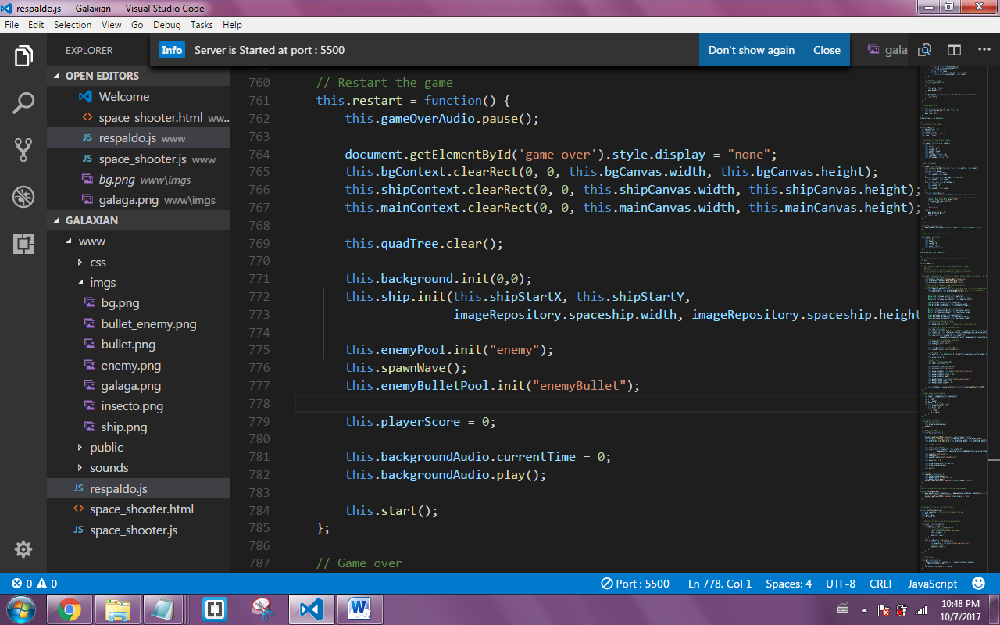 respaldo.js — Galaxian — Visual Studio Code
File Edit Selection View Go Debug Tasks Help
EXPLORER
Info Server is Started at port : 5500 Don't show again Close
gala
OPEN EDITORS
Welcome
space_shooter.html ww...
JS respaldo.js www
JS space_shooter.js www
bg.png www\imgs
galaga.png www\imgs
GALAXIAN
www
css
imgs
bg.png
bullet_enemy.png
bullet.png
enemy.png
galaga.png
insecto.png
ship.png
public
sounds
JS respaldo.js
space_shooter.html
JS space_shooter.js
760 // Restart the game
761 this.restart = function() {
762 this.gameOverAudio.pause();
763
764 document.getElementById('game-over').style.display = "none";
765 this.bgContext.clearRect(0, 0, this.bgCanvas.width, this.bgCanvas.height);
766 this.shipContext.clearRect(0, 0, this.shipCanvas.width, this.shipCanvas.height);
767 this.mainContext.clearRect(0, 0, this.mainCanvas.width, this.mainCanvas.height);
768
769 this.quadTree.clear();
770
771 this.background.init(0,0);
772 this.ship.init(this.shipStartX, this.shipStartY,
773 imageRepository.spaceship.width, imageRepository.spaceship.height
774
775 this.enemyPool.init("enemy");
776 this.spawnWave();
777 this.enemyBulletPool.init("enemyBullet");
778
779 this.playerScore = 0;
780
781 this.backgroundAudio.currentTime = 0;
782 this.backgroundAudio.play();
783
784 this.start();
785 };
786
787 // Game over
0 0 Port : 5500 Ln 778, Col 1 Spaces: 4 UTF-8 CRLF JavaScript
10:48 PM
10/7/2017